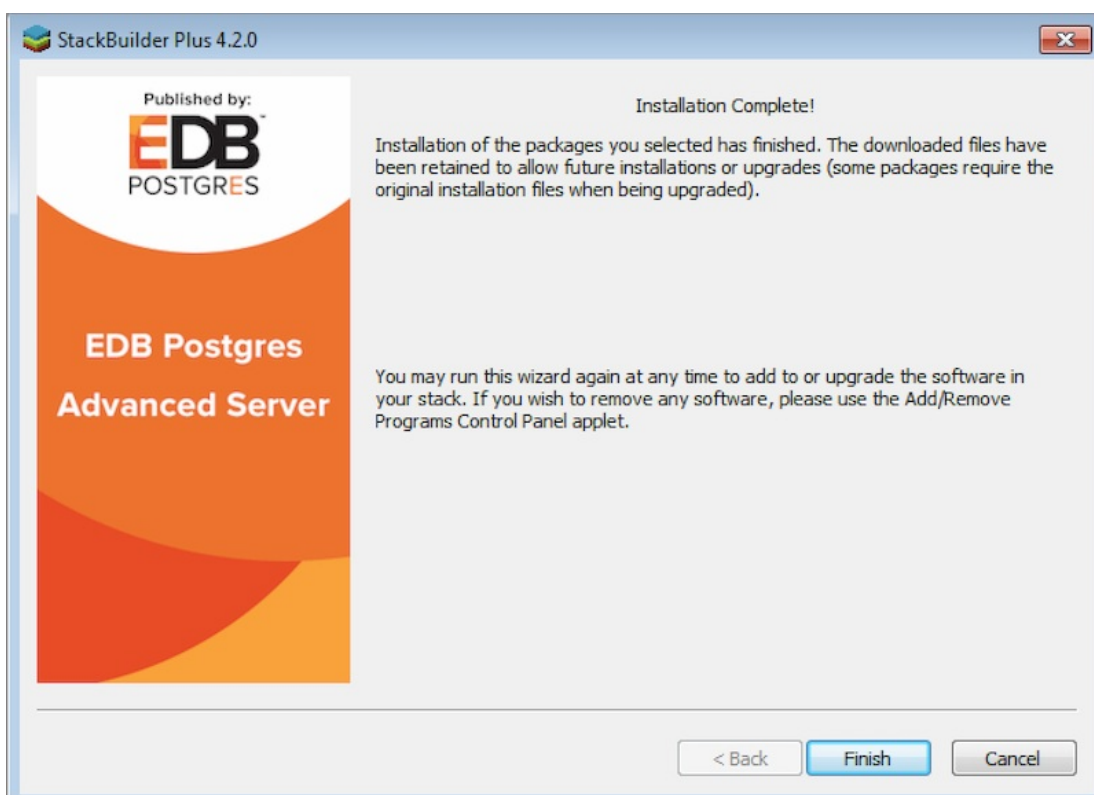 StackBuilder Plus 4.2.0
Published by:
EDB™
POSTGRES
EDB Postgres
Advanced Server
Installation Complete!
Installation of the packages you selected has finished. The downloaded files have
been retained to allow future installations or upgrades (some packages require the
original installation files when being upgraded).
You may run this wizard again at any time to add to or upgrade the software in
your stack. If you wish to remove any software, please use the Add/Remove
Programs Control Panel applet.
< Back
Finish
Cancel